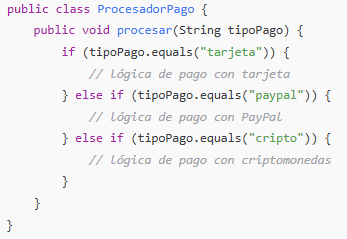 public class ProcesadorPago {
    public void procesar(String tipoPago) {
        if (tipoPago.equals("tarjeta")) {
            // lógica de pago con tarjeta
        } else if (tipoPago.equals("paypal")) {
            // lógica de pago con PayPal
        } else if (tipoPago.equals("cripto")) {
            // lógica de pago con criptomonedas
        }
    }
}